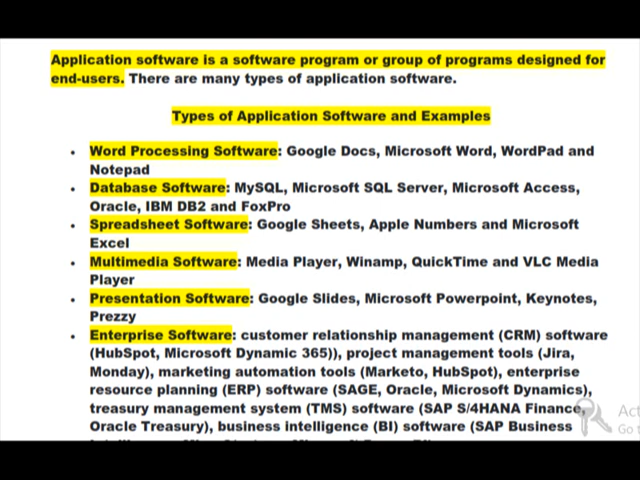 Application software is a software program or group of programs designed for
end-users. There are many types of application software.
Types of Application Software and Examples
• Word Processing Software: Google Docs, Microsoft Word, WordPad and
Notepad
• Database Software: MySQL, Microsoft SQL Server, Microsoft Access,
Oracle, IBM DB2 and FoxPro
• Spreadsheet Software: Google Sheets, Apple Numbers and Microsoft
Excel
• Multimedia Software: Media Player, Winamp, QuickTime and VLC Media
Player
• Presentation Software: Google Slides, Microsoft Powerpoint, Keynotes,
Prezzy
• Enterprise Software: customer relationship management (CRM) software
(HubSpot, Microsoft Dynamic 365)), project management tools (Jira,
Monday), marketing automation tools (Marketo, HubSpot), enterprise
resource planning (ERP) software (SAGE, Oracle, Microsoft Dynamics),
treasury management system (TMS) software (SAP S/4HANA Finance,
Oracle Treasury), business intelligence (BI) software (SAP Business
Act
Go t